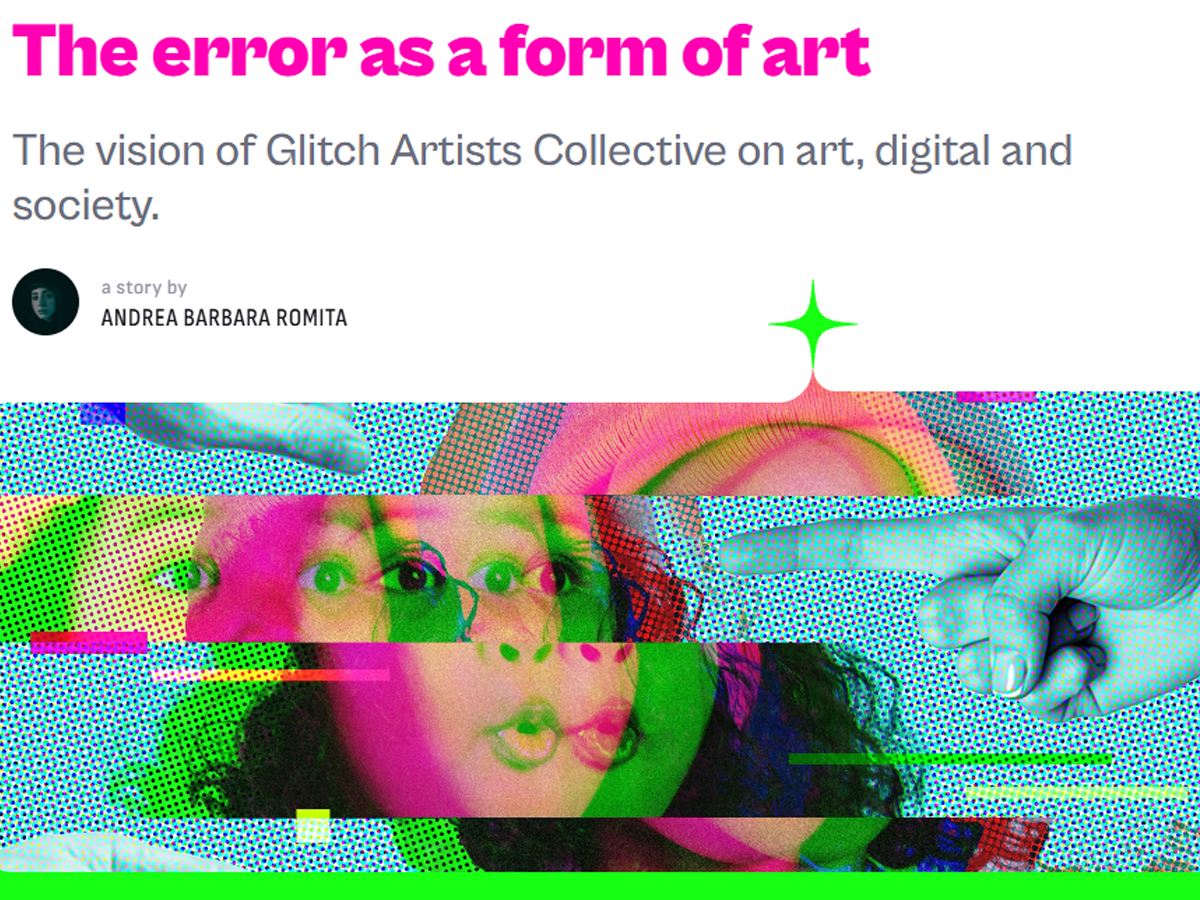 The error as a form of art
The vision of Glitch Artists Collective on art, digital and
society.
a story by
ANDREA BARBARA ROMITA